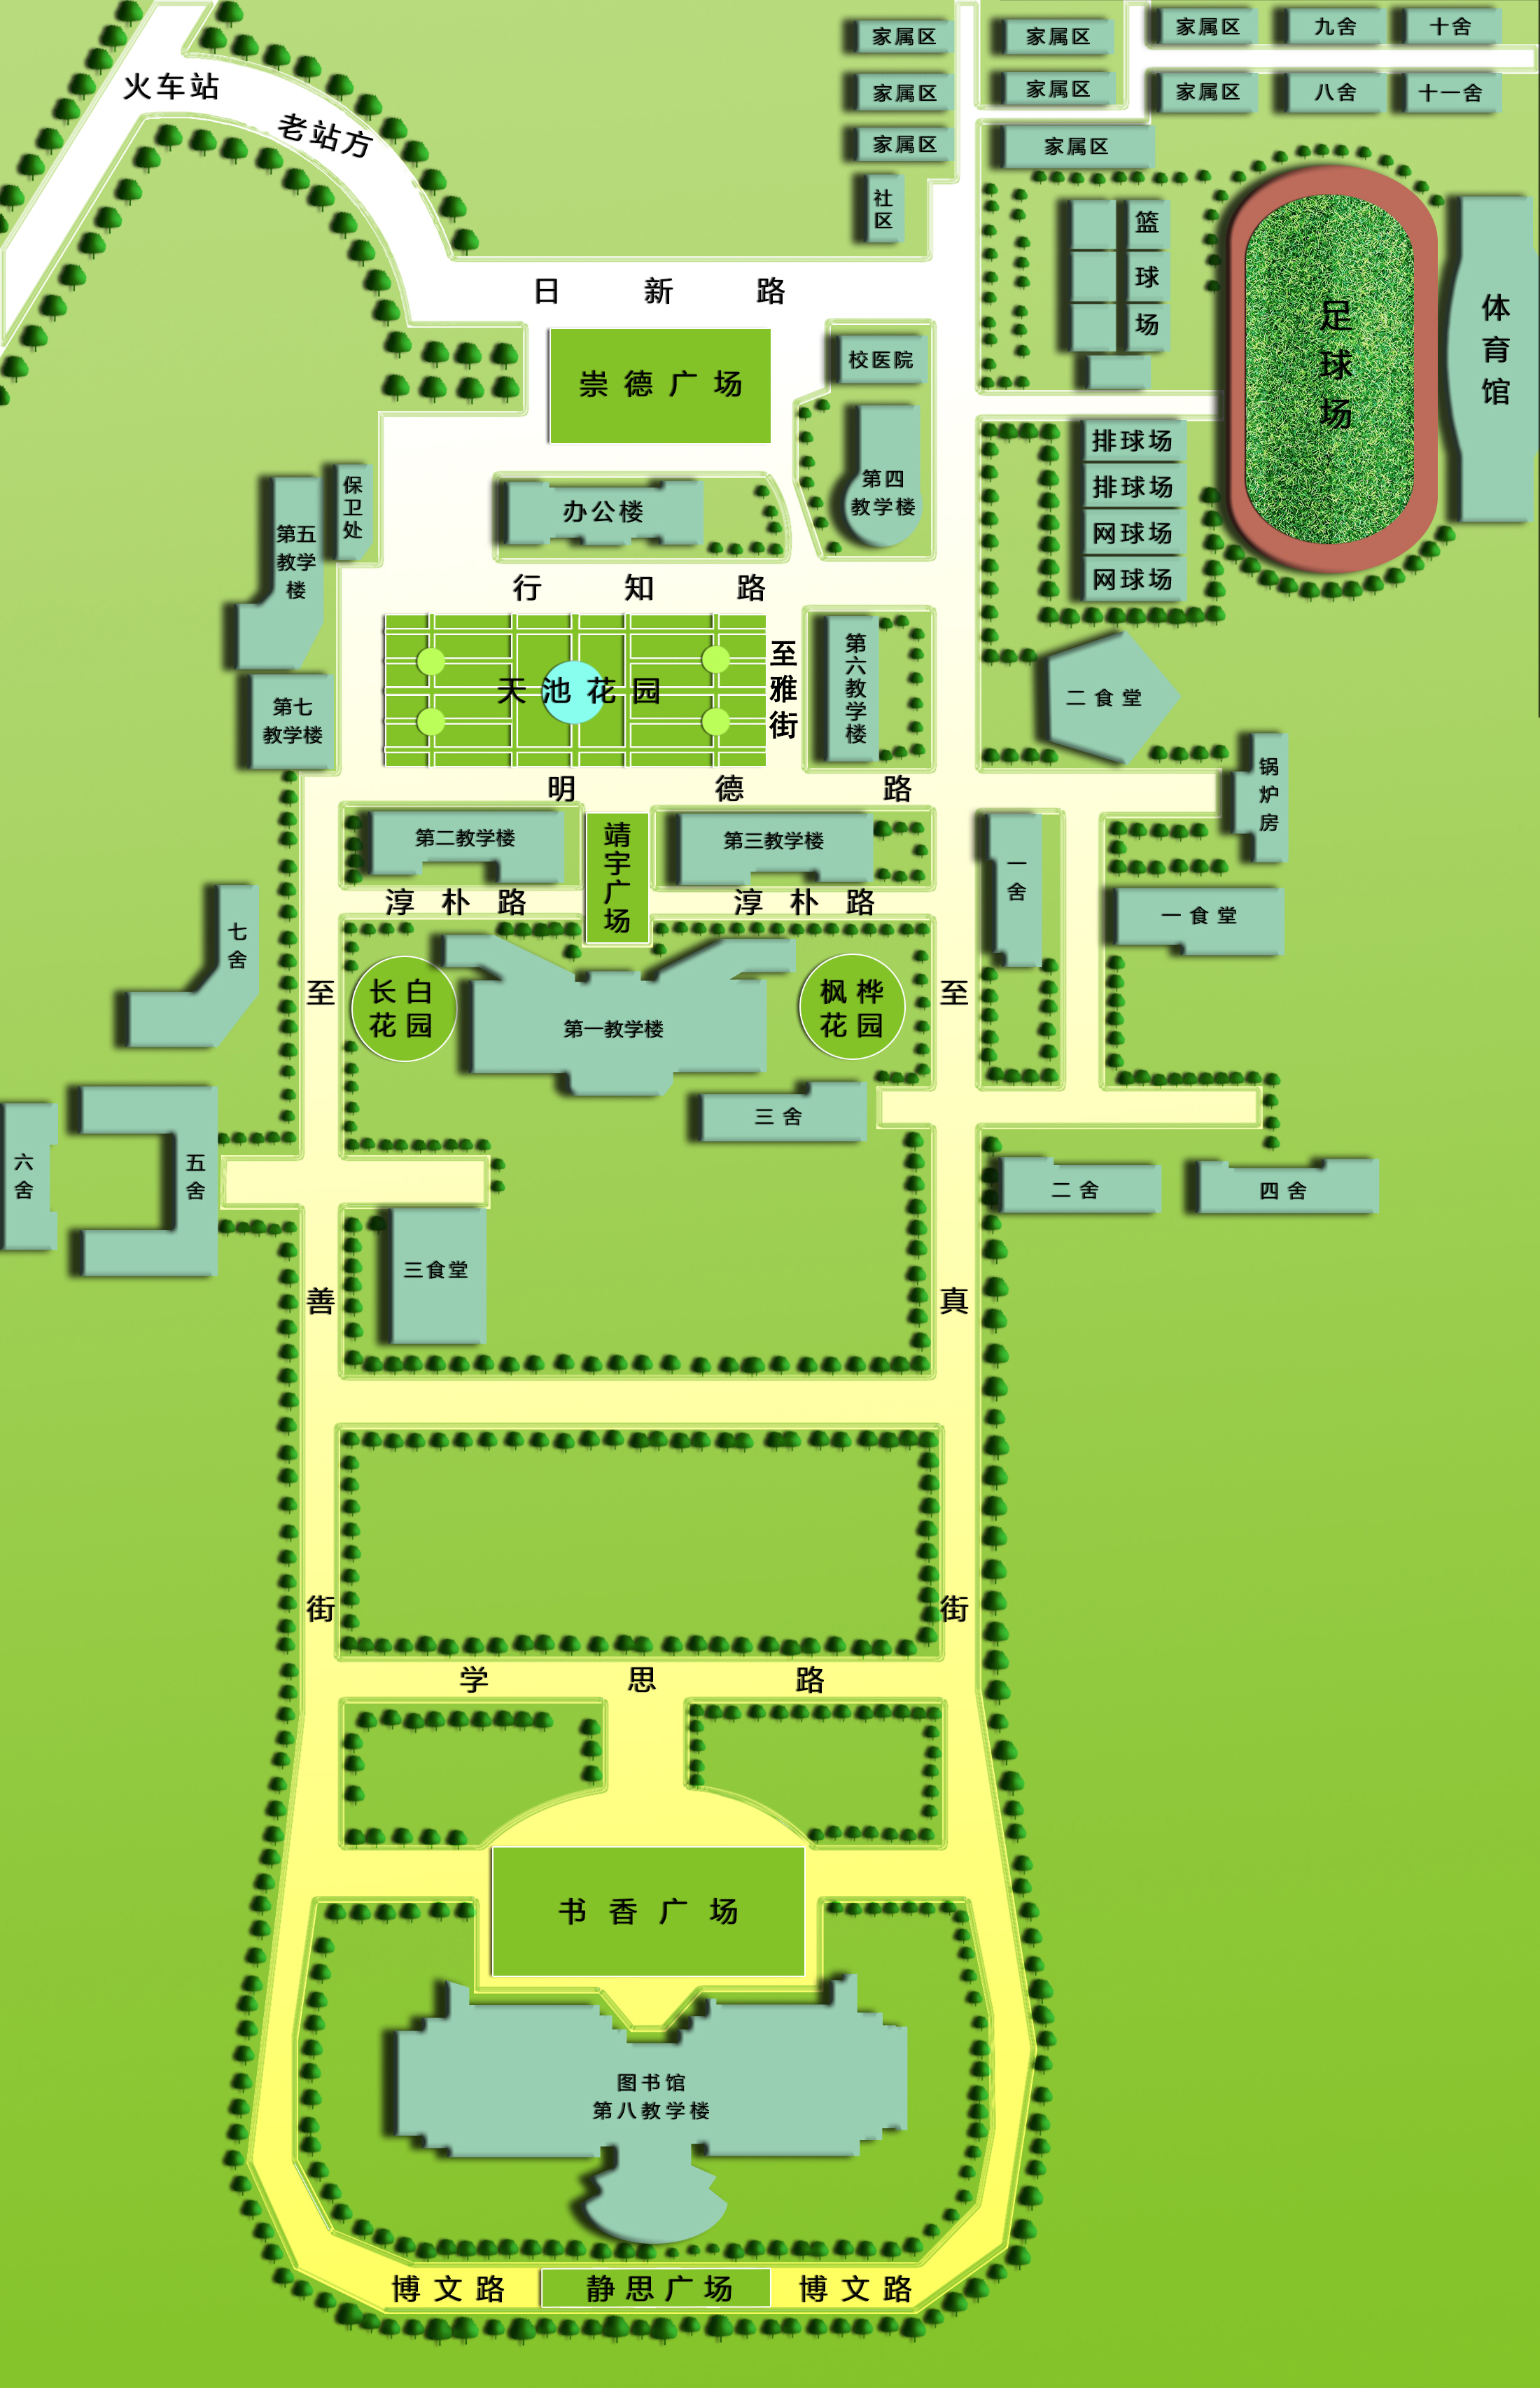 家属区
家属区
家属区
九舍
十舍
火车站
老站方
家属区
家属区
家属区
八舍
十一舍
家属区
家属区
社区
篮球场
足球场
体育馆
日新路
崇德广场
校医院
第四
教学楼
保卫处
第五
教学
楼
办公楼
排球场
排球场
网球场
网球场
行知路
天池花园
至雅街
第六教学楼
二食堂
第七
教学楼
锅炉房
明德路
第二教学楼
靖宇广场
第三教学楼
一舍
淳朴路
淳朴路
一食堂
七舍
长白
花园
第一教学楼
枫桦
花园
至善街
至真街
三舍
六舍
五舍
二舍
四舍
三食堂
学思路
书香广场
图书馆
第八教学楼
博文路
静思广场
博文路